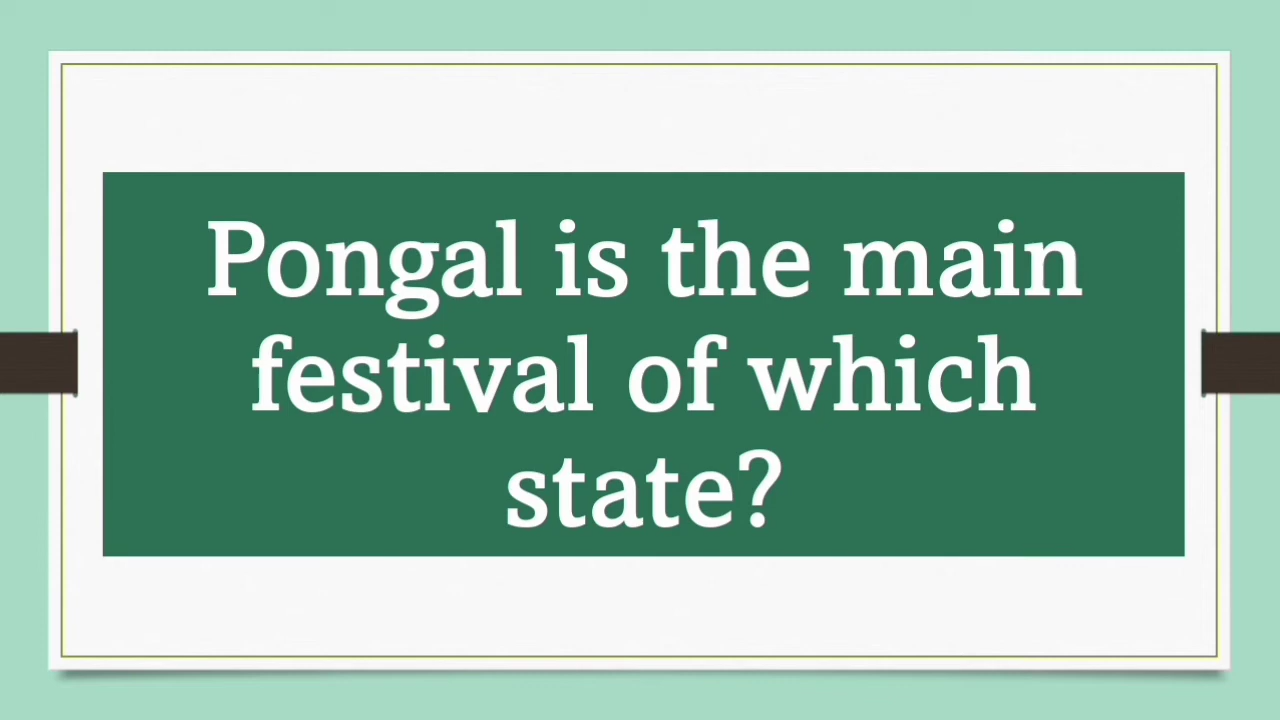 Pongal is the main
festival of which
state?